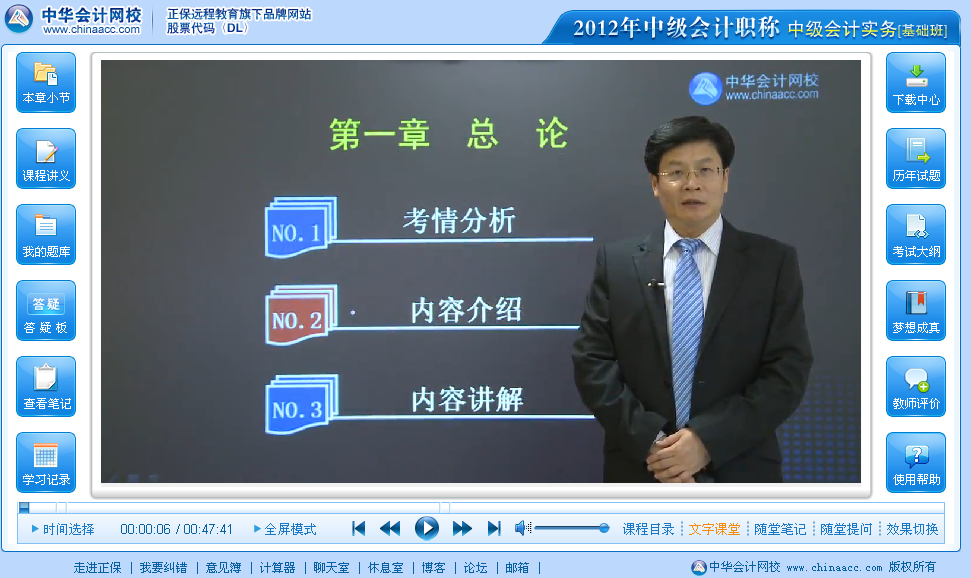 中华会计网校
www.chinaacc.com
正保远程教育旗下品牌网站
股票代码（DL）
2012年中级会计职称 中级会计实务[基础班]
本章小节
课程讲义
我的题库
答疑
答疑板
查看笔记
学习记录
中华会计网校
www.chinaacc.com
第一章 总 论
NO.1 考情分析
NO.2 内容介绍
NO.3 内容讲解
下载中心
历年试题
考试大纲
梦想成真
教师评价
使用帮助
时间选择 00:00:06 / 00:47:41 全屏模式 课程目录 文字课堂 随堂笔记 随堂提问 效果切换
走进正保 | 我要纠错 | 意见簿 | 计算器 | 聊天室 | 休息室 | 博客 | 论坛 | 邮箱 |
中华会计网校 www.chinaacc.com 版权所有